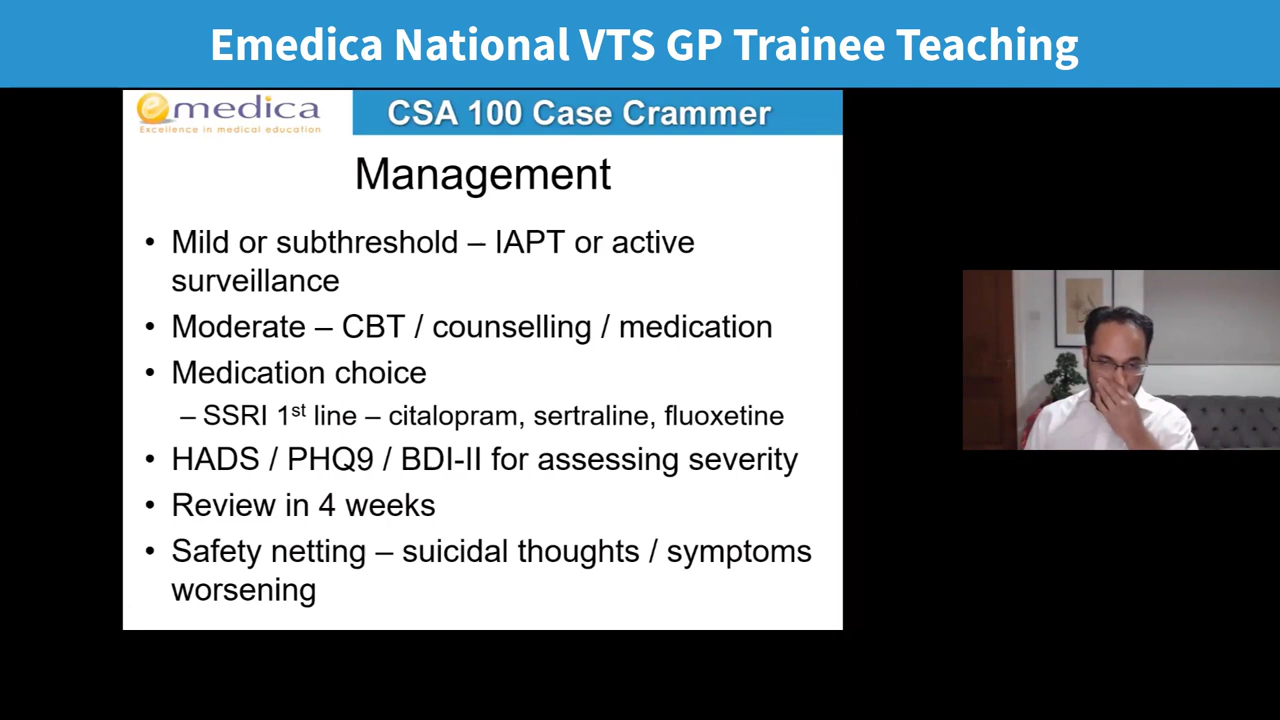 Emedica National VTS GP Trainee Teaching
emedica
Excellence in medical education
CSA 100 Case Crammer
Management
• Mild or subthreshold – IAPT or active
surveillance
• Moderate – CBT / counselling / medication
• Medication choice
– SSRI 1st line – citalopram, sertraline, fluoxetine
• HADS / PHQ9 / BDI-II for assessing severity
• Review in 4 weeks
• Safety netting – suicidal thoughts / symptoms
worsening